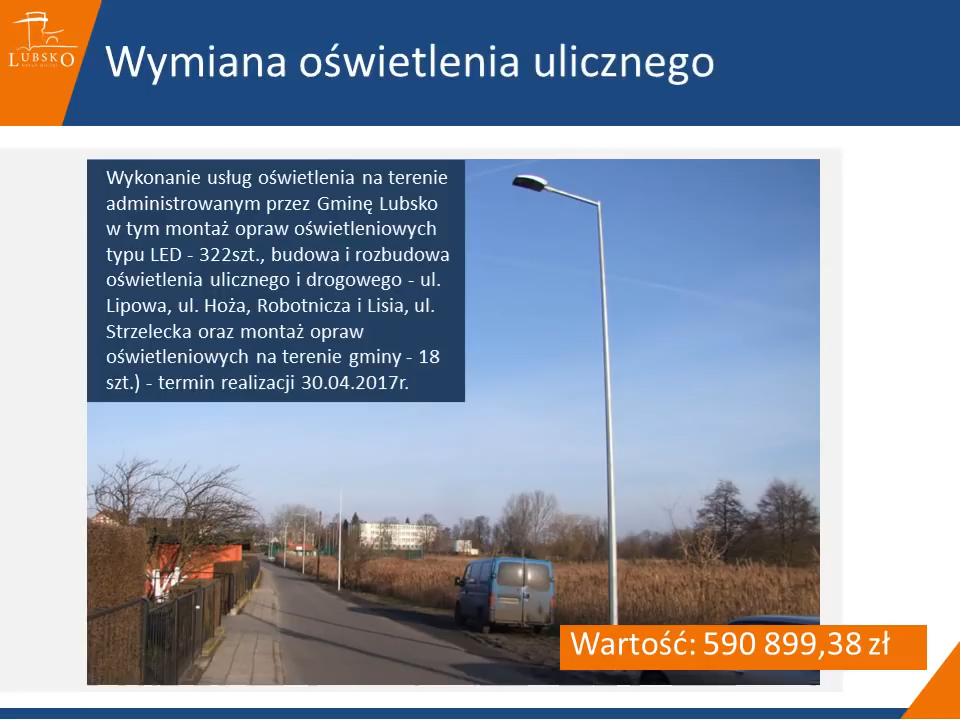 LUBSKO
Wymiana oświetlenia ulicznego
Wykonanie usług oświetlenia na terenie
administrowanym przez Gminę Lubsko
w tym montaż opraw oświetleniowych
typu LED - 322szt., budowa i rozbudowa
oświetlenia ulicznego i drogowego - ul.
Lipowa, ul. Hoża, Robotnicza i Lisia, ul.
Strzelecka oraz montaż opraw
oświetleniowych na terenie gminy - 18
szt.) - termin realizacji 30.04.2017r.
Wartość: 590 899,38 zł